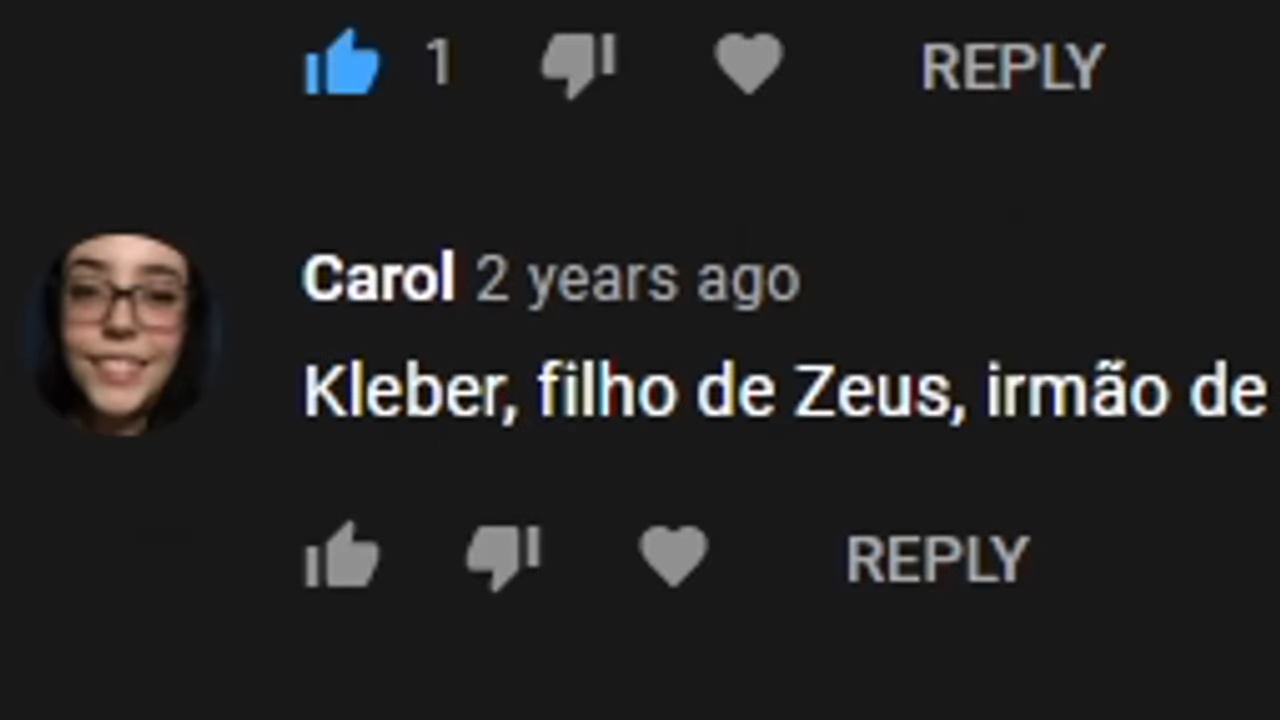 1 REPLY
Carol 2 years ago
Kleber, filho de Zeus, irmão de
REPLY